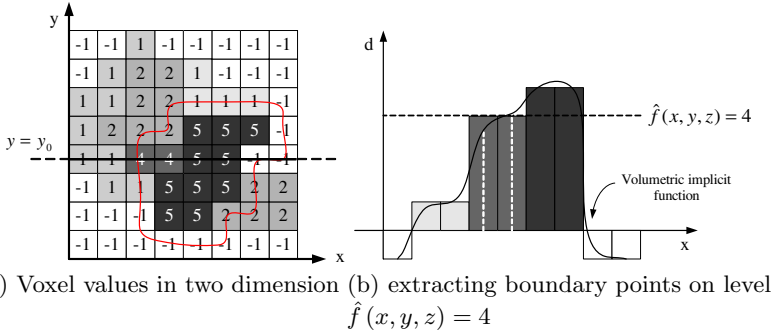 y
-1 -1 1 -1 -1 -1 -1 -1
-1 1 2 2 1 -1 -1 -1
1 1 2 2 1 1 1 -1
1 2 2 2 5 5 5 -1
y = y₀
1 1 4 4 5 5 -1 -1
-1 1 1 5 5 5 2 2
-1 -1 -1 5 5 2 2 2
-1 -1 -1 -1 -1 -1 -1 -1
x
d
f̂ (x, y, z) = 4
Volumetric implicit
function
x
) Voxel values in two dimension
(b) extracting boundary points on level
f̂ (x, y, z) = 4